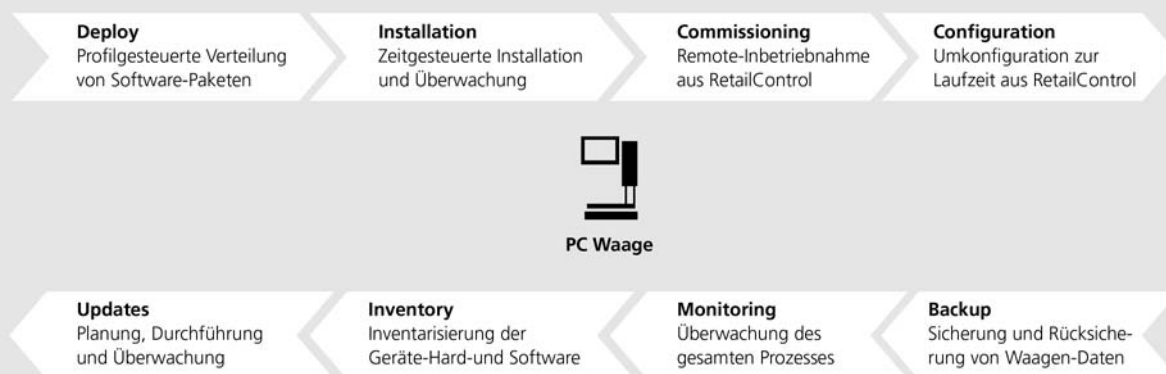 Deploy
Profilgesteuerte Verteilung
von Software-Paketen
Installation
Zeitgesteuerte Installation
und Überwachung
Commissioning
Remote-Inbetriebnahme
aus RetailControl
Configuration
Umkonfiguration zur
Laufzeit aus RetailControl
PC Waage
Updates
Planung, Durchführung
und Überwachung
Inventory
Inventarisierung der
Geräte-Hard-und Software
Monitoring
Überwachung des
gesamten Prozesses
Backup
Sicherung und Rücksiche-
rung von Waagen-Daten